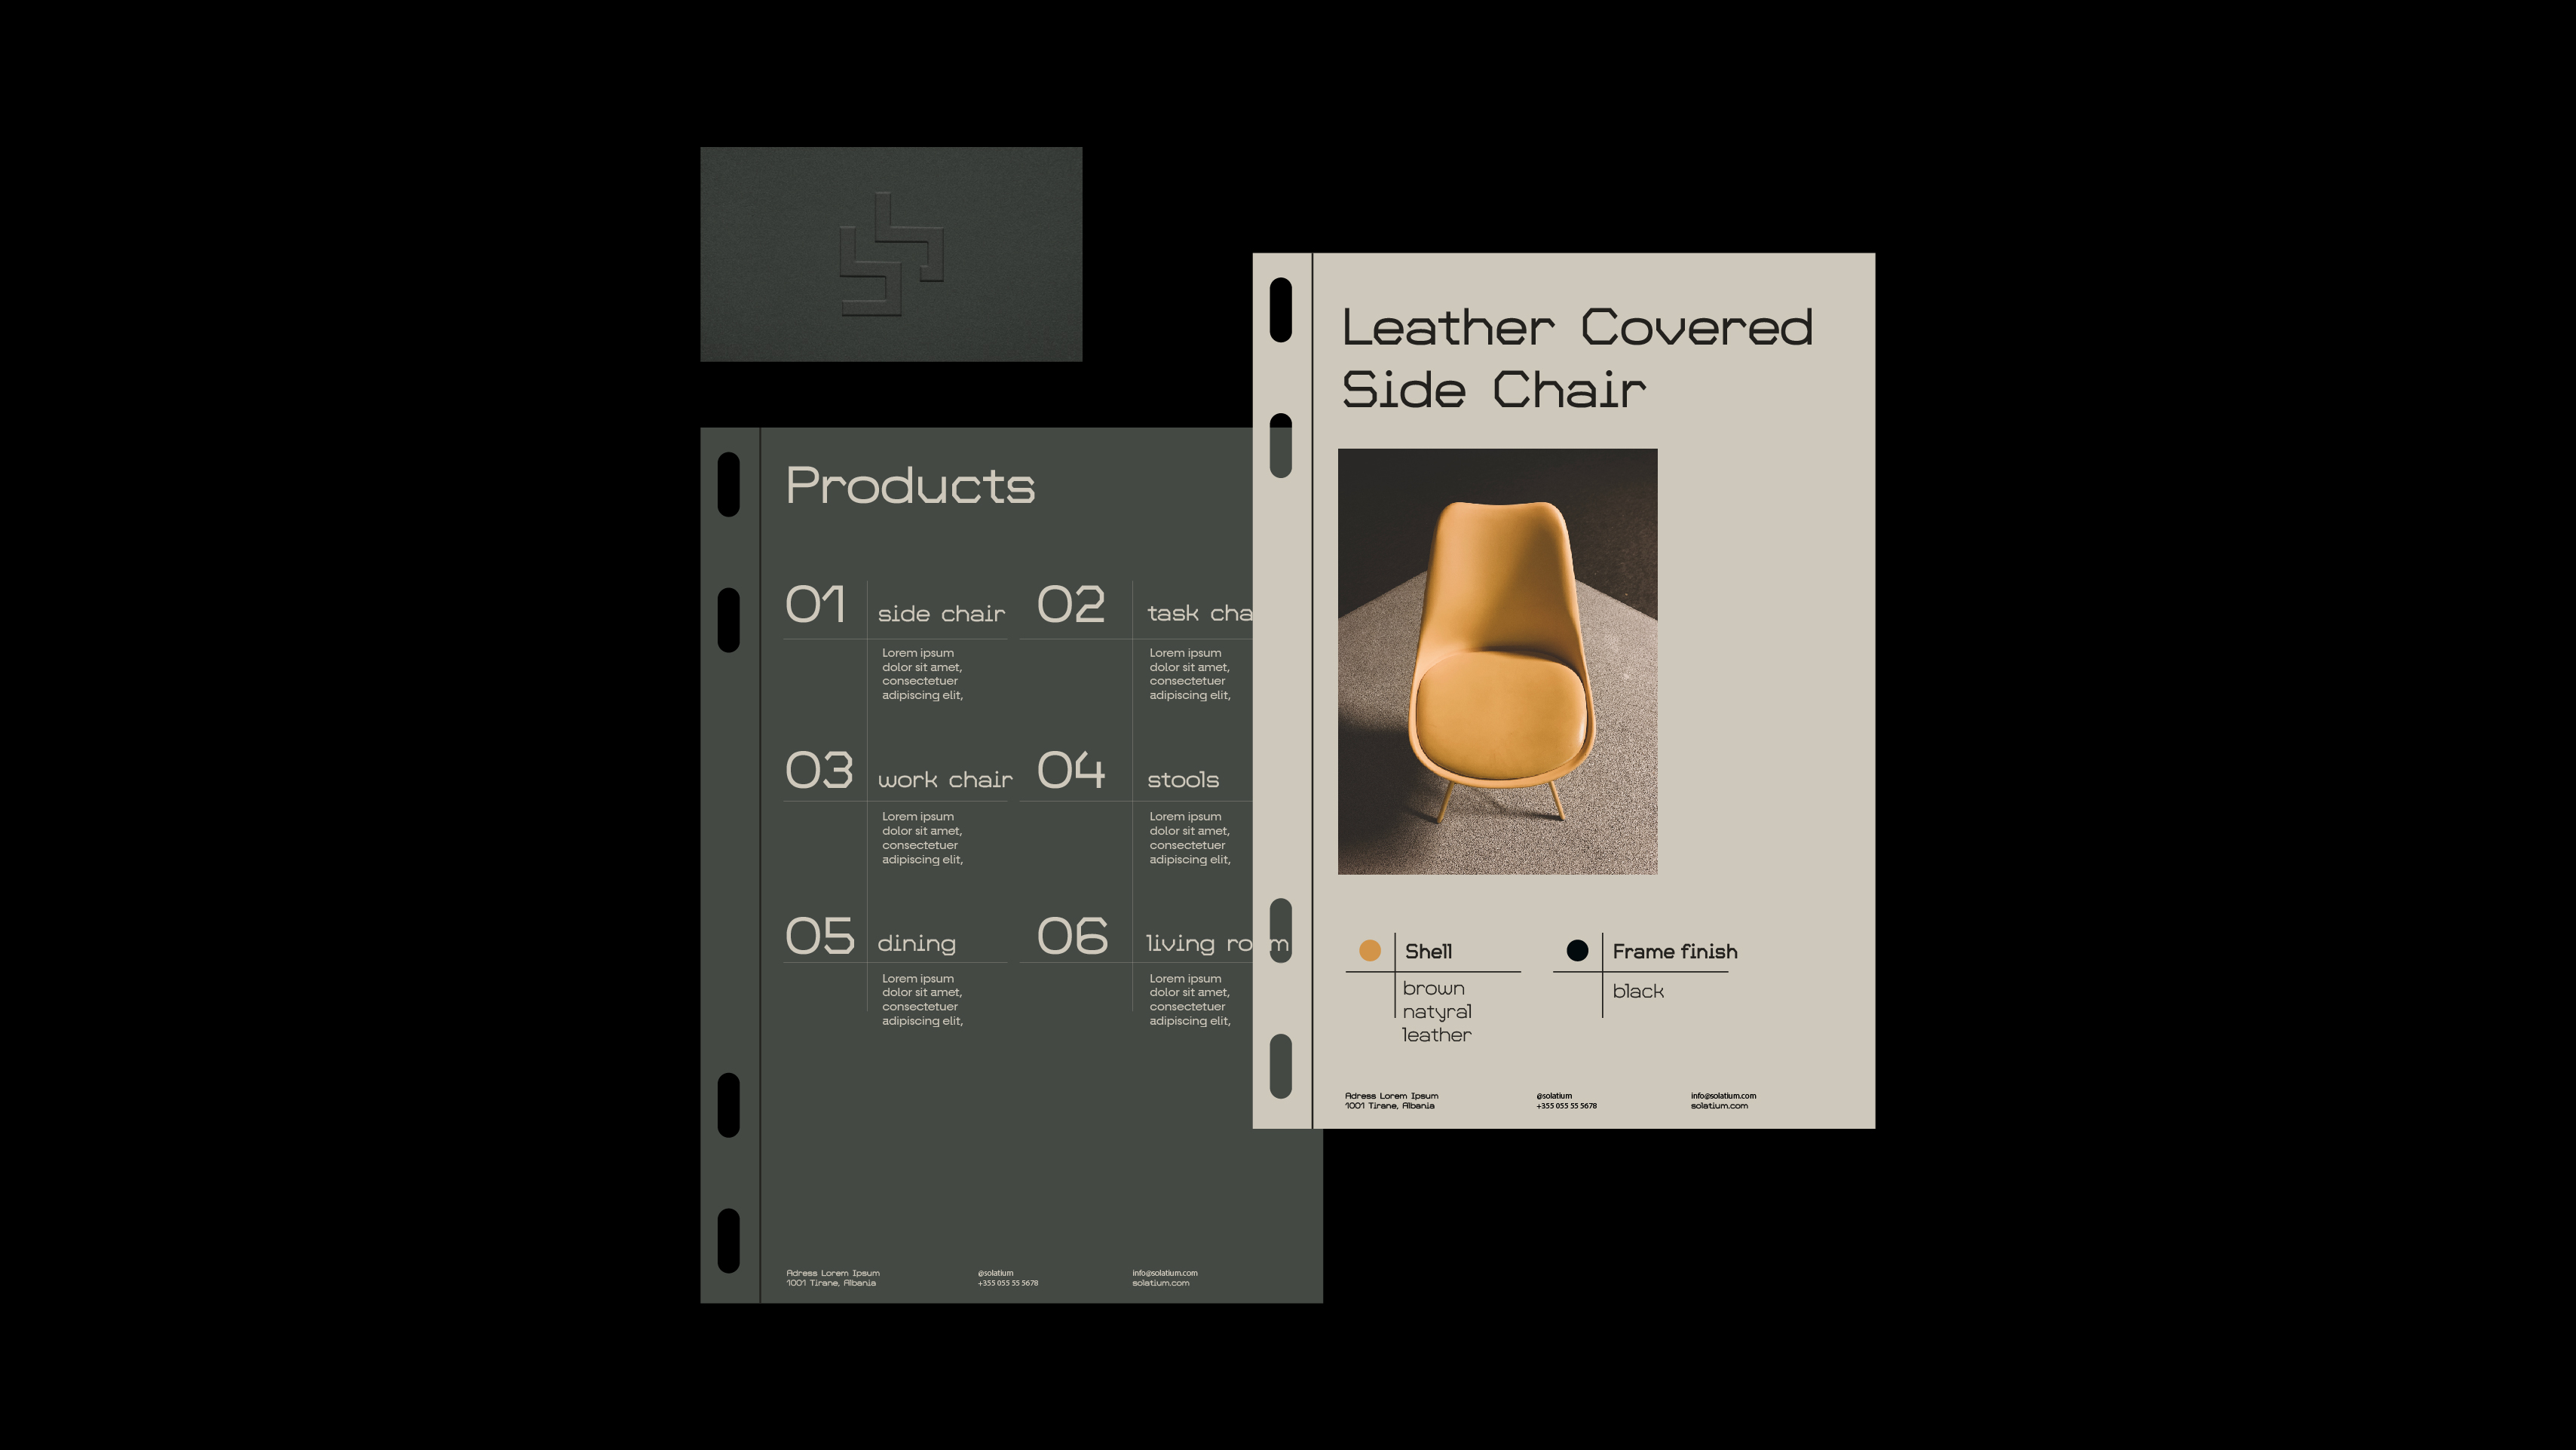 Products
01
side chair
Lorem ipsum
dolor sit amet,
consectetuer
adipiscing elit,
02
task cha
Lorem ipsum
dolor sit amet,
consectetuer
adipiscing elit,
03
work chair
Lorem ipsum
dolor sit amet,
consectetuer
adipiscing elit,
04
stools
Lorem ipsum
dolor sit amet,
consectetuer
adipiscing elit,
05
dining
Lorem ipsum
dolor sit amet,
consectetuer
adipiscing elit,
06
living room
Lorem ipsum
dolor sit amet,
consectetuer
adipiscing elit,
Adress Lorem Ipsum
1001 Tirane, Albania
@solatium
+355 055 55 5678
info@solatium.com
solatium.com
Leather Covered
Side Chair
Shell
brown
natyral
leather
Frame finish
black
Adress Lorem Ipsum
1001 Tirane, Albania
@solatium
+355 055 55 5678
info@solatium.com
solatium.com